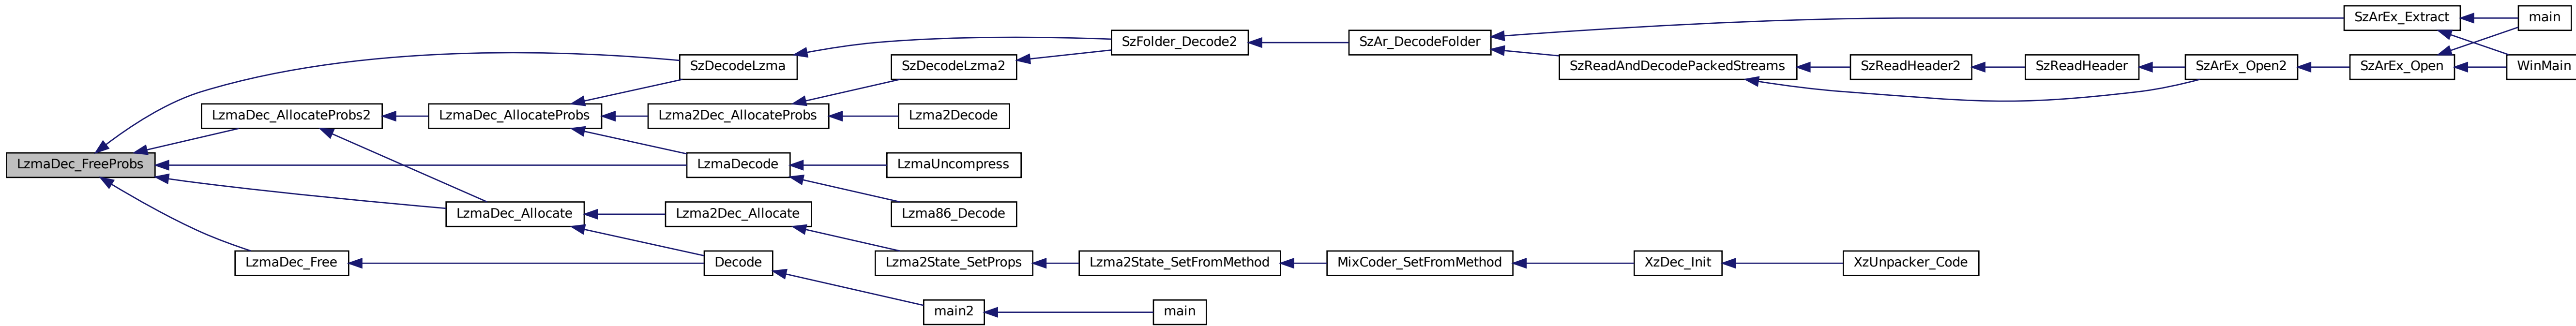 SzArEx_Extract
main
SzFolder_Decode2
SzAr_DecodeFolder
SzDecodeLzma
SzDecodeLzma2
SzReadAndDecodePackedStreams
SzReadHeader2
SzReadHeader
SzArEx_Open2
SzArEx_Open
WinMain
LzmaDec_AllocateProbs2
LzmaDec_AllocateProbs
Lzma2Dec_AllocateProbs
Lzma2Decode
LzmaDec_FreeProbs
LzmaDecode
LzmaUncompress
LzmaDec_Allocate
Lzma2Dec_Allocate
Lzma86_Decode
LzmaDec_Free
Decode
Lzma2State_SetProps
Lzma2State_SetFromMethod
MixCoder_SetFromMethod
XzDec_Init
XzUnpacker_Code
main2
main